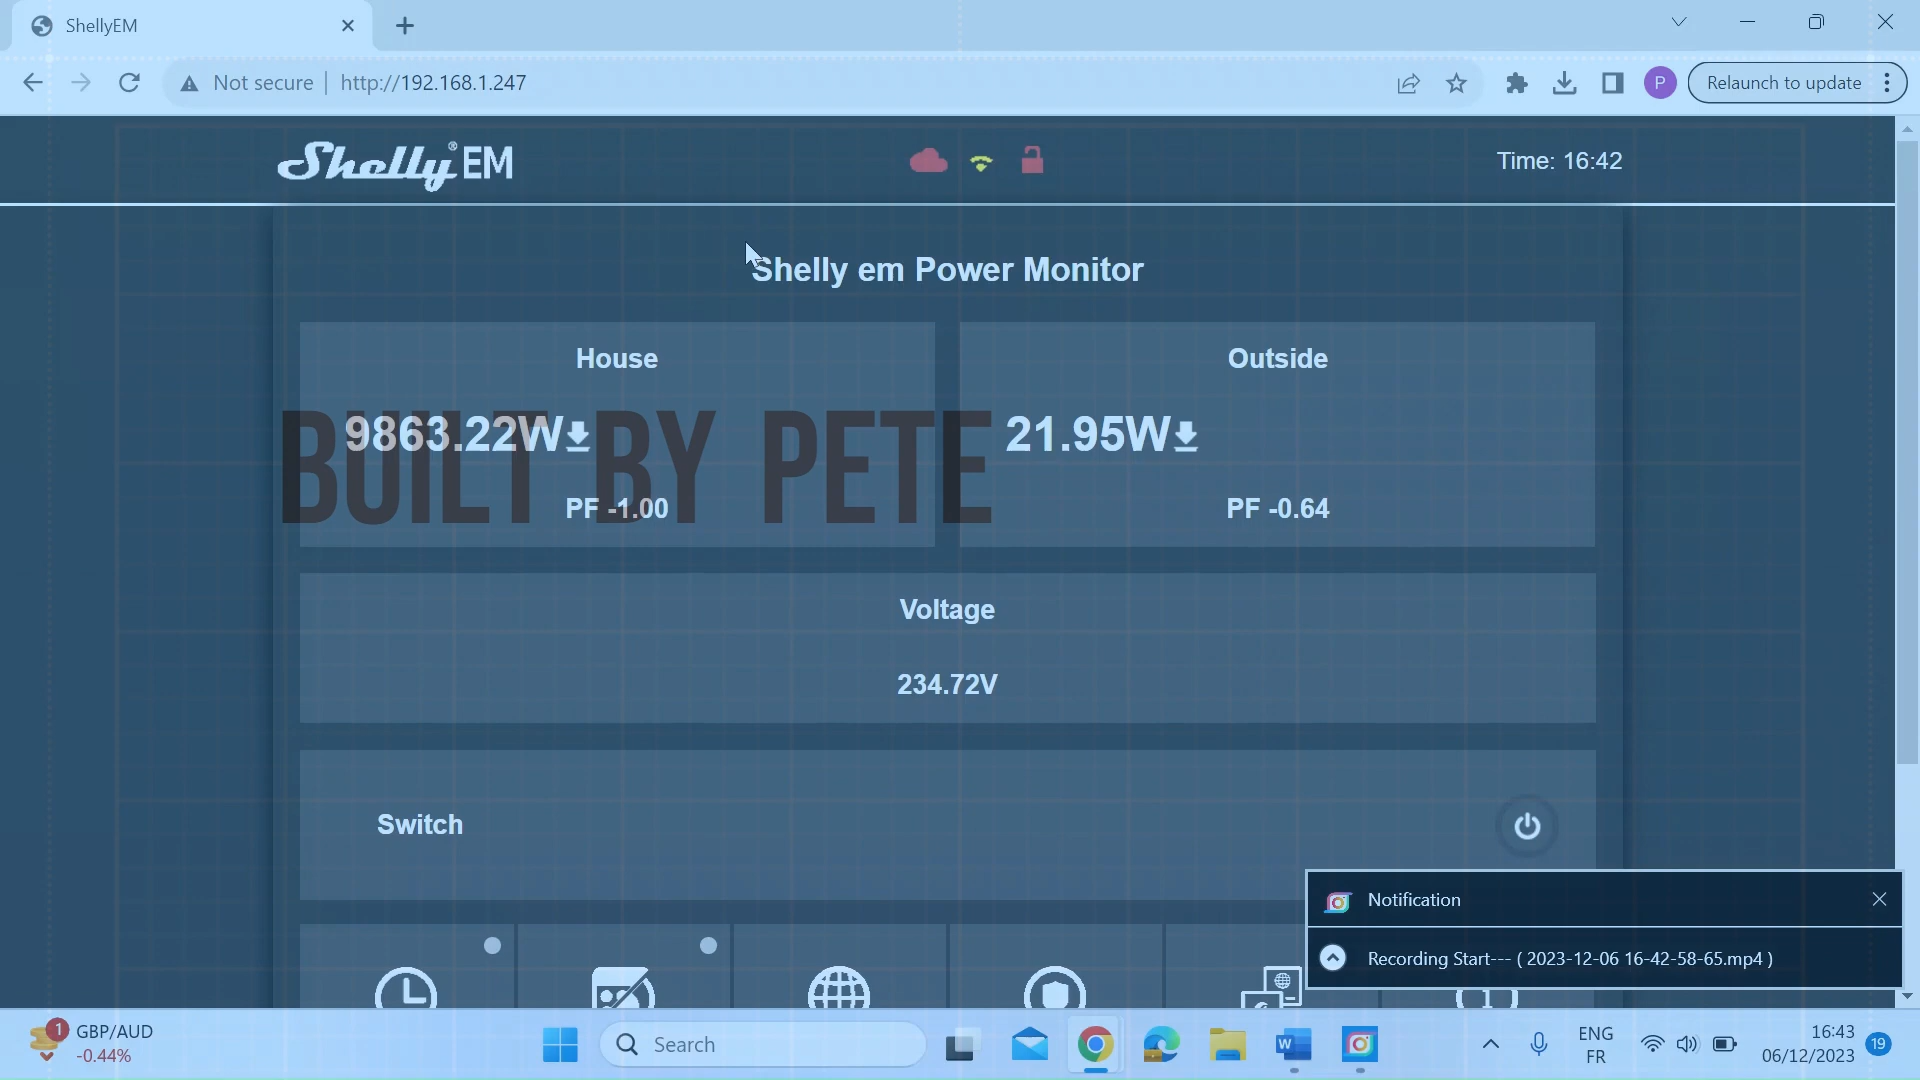 ShellyEM
Not secure
http://192.168.1.247
P
Relaunch to update
Shelly® EM
Time: 16:42
Shelly em Power Monitor
House
9863.22W
PF -1.00
Outside
21.95W
PF -0.64
BUILT BY PETE
Voltage
234.72V
Switch
Notification
Recording Start--- ( 2023-12-06 16-42-58-65.mp4 )
1
GBP/AUD
-0.44%
Search
W
ENG
FR
16:43
06/12/2023
19